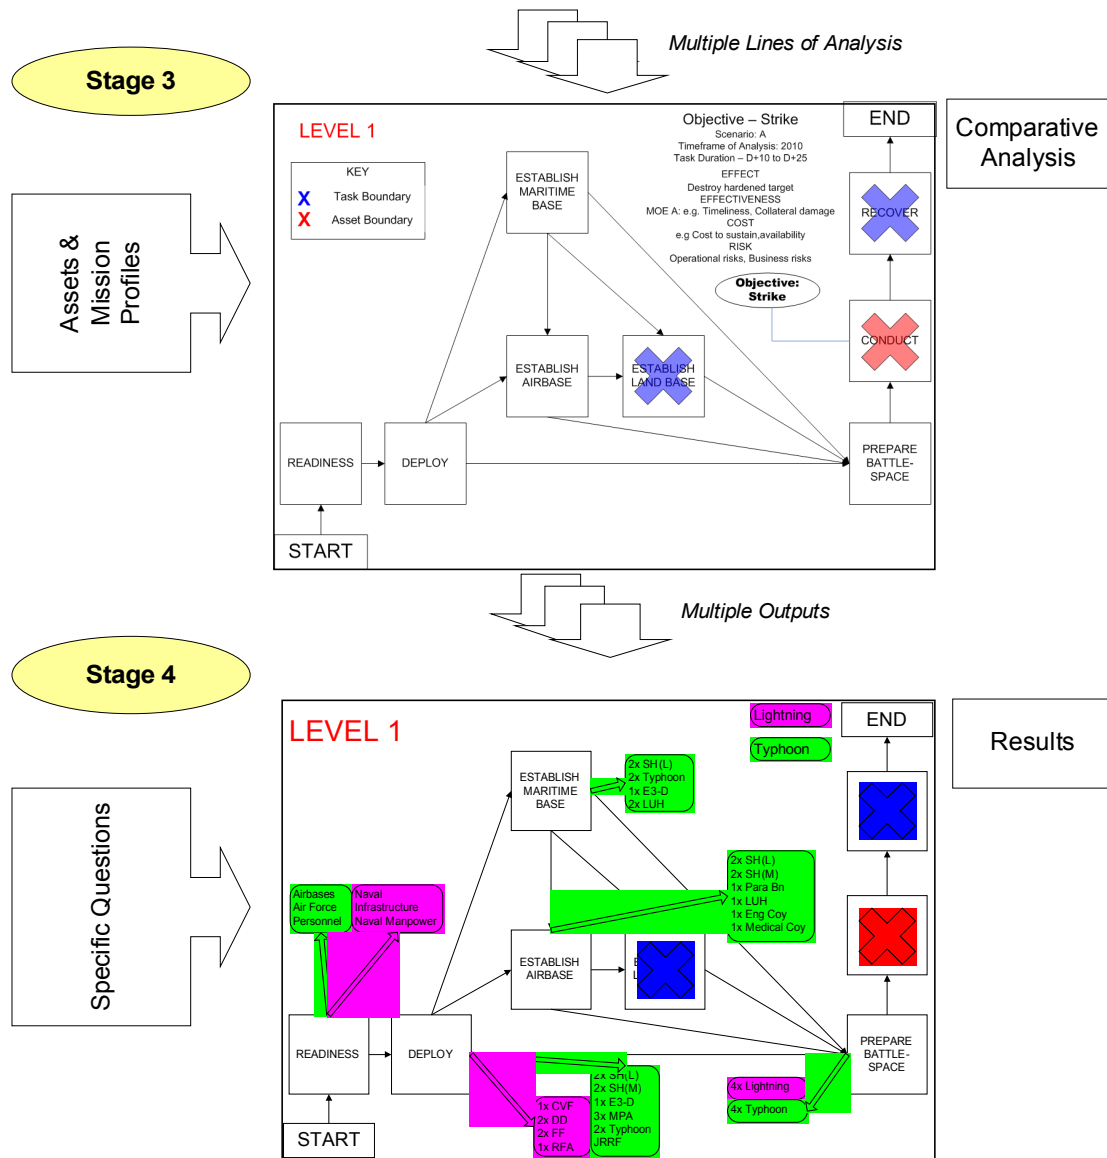 Multiple Lines of Analysis
Stage 3
Assets &
Mission
Profiles
Comparative
Analysis
LEVEL 1
KEY
X Task Boundary
X Asset Boundary
Objective – Strike
Scenario: A
Timeframe of Analysis: 2010
Task Duration – D+10 to D+25
EFFECT
Destroy hardened target
EFFECTIVENESS
MOE A: e.g. Timeliness, Collateral damage
COST
e.g Cost to sustain,availability
RISK
Operational risks, Business risks
Objective:
Strike
END
RECOVER
CONDUCT
ESTABLISH
MARITIME
BASE
ESTABLISH
AIRBASE
ESTABLISH
LAND BASE
READINESS
DEPLOY
PREPARE
BATTLE-
SPACE
START
Multiple Outputs
Stage 4
Specific Questions
Results
LEVEL 1
Lightning
Typhoon
END
ESTABLISH
MARITIME
BASE
2x SH(L)
2x Typhoon
1x E3-D
2x LUH
2x SH(L)
2x SH(M)
1x Para Bn
1x LUH
1x Eng Coy
1x Medical Coy
Airbases
Air Force
Personnel
Naval
Infrastructure
Naval Manpower
ESTABLISH
AIRBASE
READINESS
DEPLOY
PREPARE
BATTLE-
SPACE
2x SH(L)
2x SH(M)
1x E3-D
3x MPA
2x Typhoon
JRRF
1x CVF
2x DD
2x FF
1x RFA
4x Lightning
4x Typhoon
START